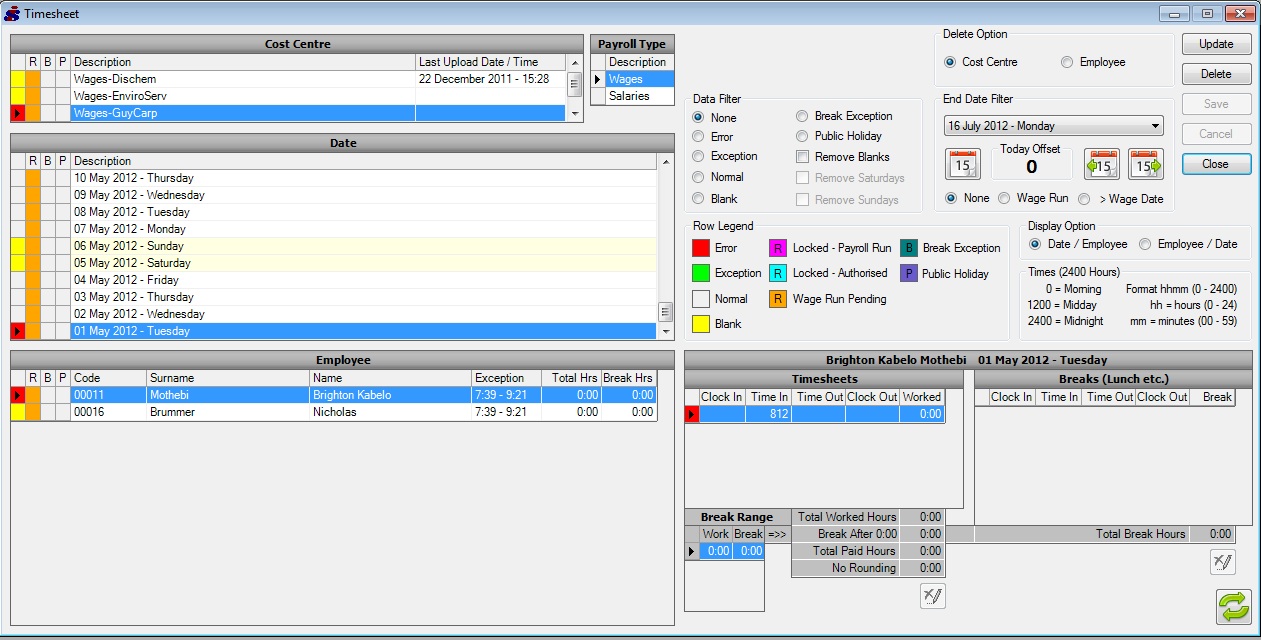 Timesheet
Cost Centre
R B P Description Last Upload Date / Time
Wages-Dischem 22 December 2011 - 15:28
Wages-EnviroServ
Wages-GuyCarp
Payroll Type
Description
Wages
Salaries
Date
R B P Description
10 May 2012 - Thursday
09 May 2012 - Wednesday
08 May 2012 - Tuesday
07 May 2012 - Monday
06 May 2012 - Sunday
05 May 2012 - Saturday
04 May 2012 - Friday
03 May 2012 - Thursday
02 May 2012 - Wednesday
01 May 2012 - Tuesday
Data Filter
None Break Exception
Error Public Holiday
Exception Remove Blanks
Normal Remove Saturdays
Blank Remove Sundays
Delete Option
Cost Centre Employee
End Date Filter
16 July 2012 - Monday
15 Today Offset 15 15
0
None Wage Run > Wage Date
Update
Delete
Save
Cancel
Close
Row Legend
Error R Locked - Payroll Run B Break Exception
Exception R Locked - Authorised P Public Holiday
Normal R Wage Run Pending
Blank
Display Option
Date / Employee Employee / Date
Times (2400 Hours)
0 = Morning Format hhmm (0 - 2400)
1200 = Midday hh = hours (0 - 24)
2400 = Midnight mm = minutes (00 - 59)
Employee
R B P Code Surname Name Exception Total Hrs Break Hrs
00011 Mothebi Brighton Kabelo 7:39 - 9:21 0:00 0:00
00016 Brummer Nicholas 7:39 - 9:21 0:00 0:00
Brighton Kabelo Mothebi 01 May 2012 - Tuesday
Timesheets
Clock In Time In Time Out Clock Out Worked
812 0:00
Breaks (Lunch etc.)
Clock In Time In Time Out Clock Out Break
Break Range
Work Break =>>
0:00 0:00
Total Worked Hours 0:00
Break After 0:00 0:00
Total Paid Hours 0:00
No Rounding 0:00
Total Break Hours 0:00